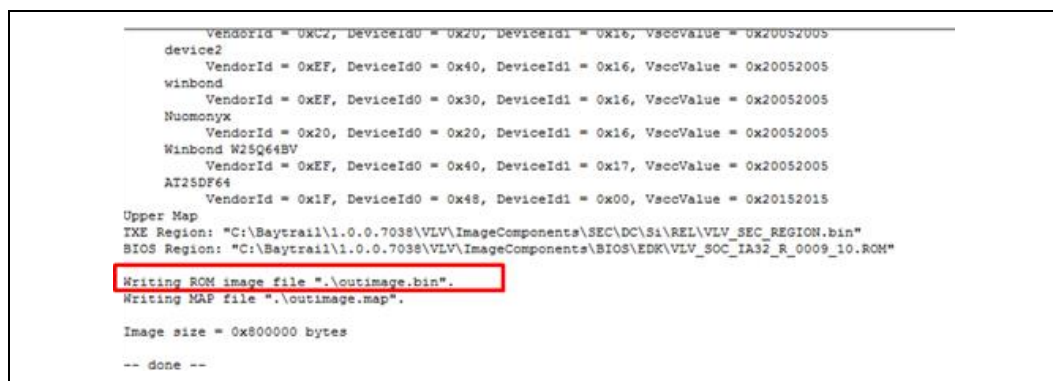 VendorId = 0xC2, DeviceId0 = 0x20, DeviceId1 = 0x16, VsccValue = 0x20052005
device2
VendorId = 0xEF, DeviceId0 = 0x40, DeviceId1 = 0x16, VsccValue = 0x20052005
winbond
VendorId = 0xEF, DeviceId0 = 0x30, DeviceId1 = 0x16, VsccValue = 0x20052005
Nuomonyx
VendorId = 0x20, DeviceId0 = 0x20, DeviceId1 = 0x16, VsccValue = 0x20052005
Winbond W25Q64BV
VendorId = 0xEF, DeviceId0 = 0x40, DeviceId1 = 0x17, VsccValue = 0x20052005
AT25DF64
VendorId = 0x1F, DeviceId0 = 0x48, DeviceId1 = 0x00, VsccValue = 0x20152015
Upper Map
TXE Region: "C:\Baytrail\1.0.0.7038\VLV\ImageComponents\SEC\DC\Si\REL\VLV_SEC_REGION.bin"
BIOS Region: "C:\Baytrail\1.0.0.7038\VLV\ImageComponents\BIOS\EDK\VLV_SOC_IA32_R_0009_10.ROM"
Writing ROM image file ".\outimage.bin".
Writing MAP file ".\outimage.map".
Image size = 0x800000 bytes
-- done --